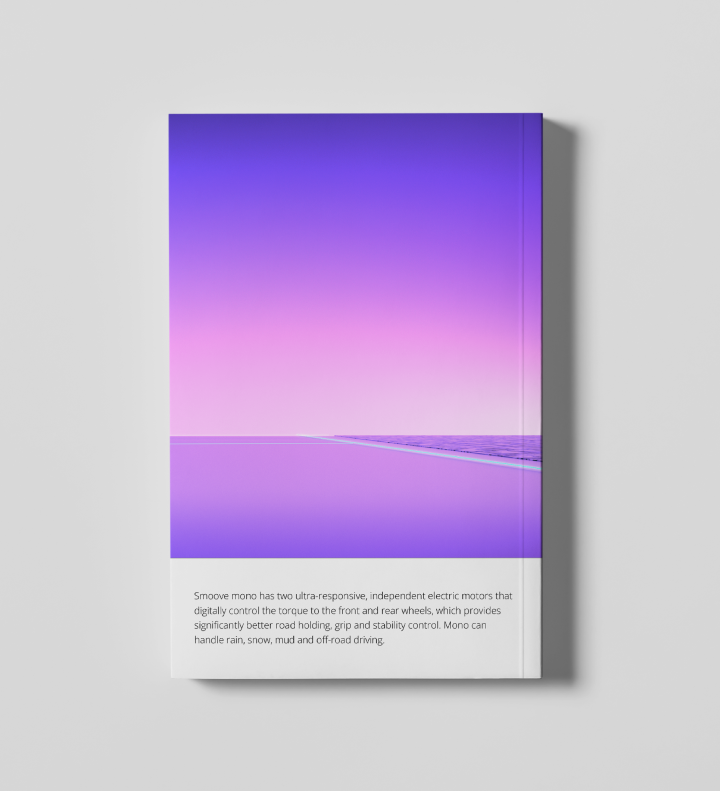 Smoove mono has two ultra-responsive, independent electric motors that
digitally control the torque to the front and rear wheels, which provides
significantly better road holding, grip and stability control. Mono can
handle rain, snow, mud and off-road driving.